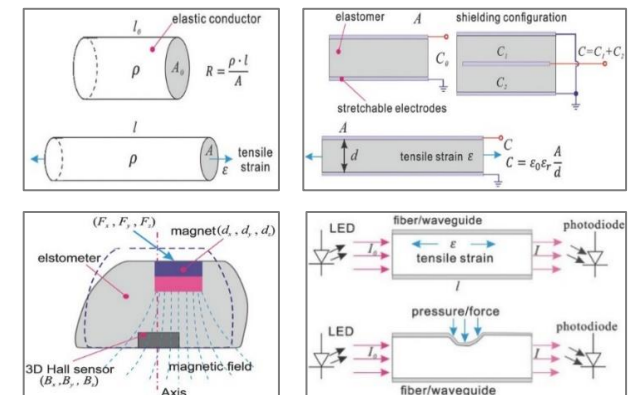 l₀
elastic conductor
ρ
A₀
R = ρ·l / A
l
ρ
A
ε
tensile
strain
elastomer
A
shielding configuration
C₀
C₁
C₂
C=C₁+C₂
stretchable electrodes
A
d
tensile strain ε
C
C = ε₀εᵣ A/d
(Fₓ , Fᵧ , F_z)
magnet(dₓ , dᵧ , d_z)
elstometer
3D Hall sensor
(Bₓ ,Bᵧ , B_z)
magnetic field
Axis
fiber/waveguide
LED
photodiode
I₀
ε
tensile strain
I
l
pressure/force
LED
photodiode
I₀
I
fiber/waveguide